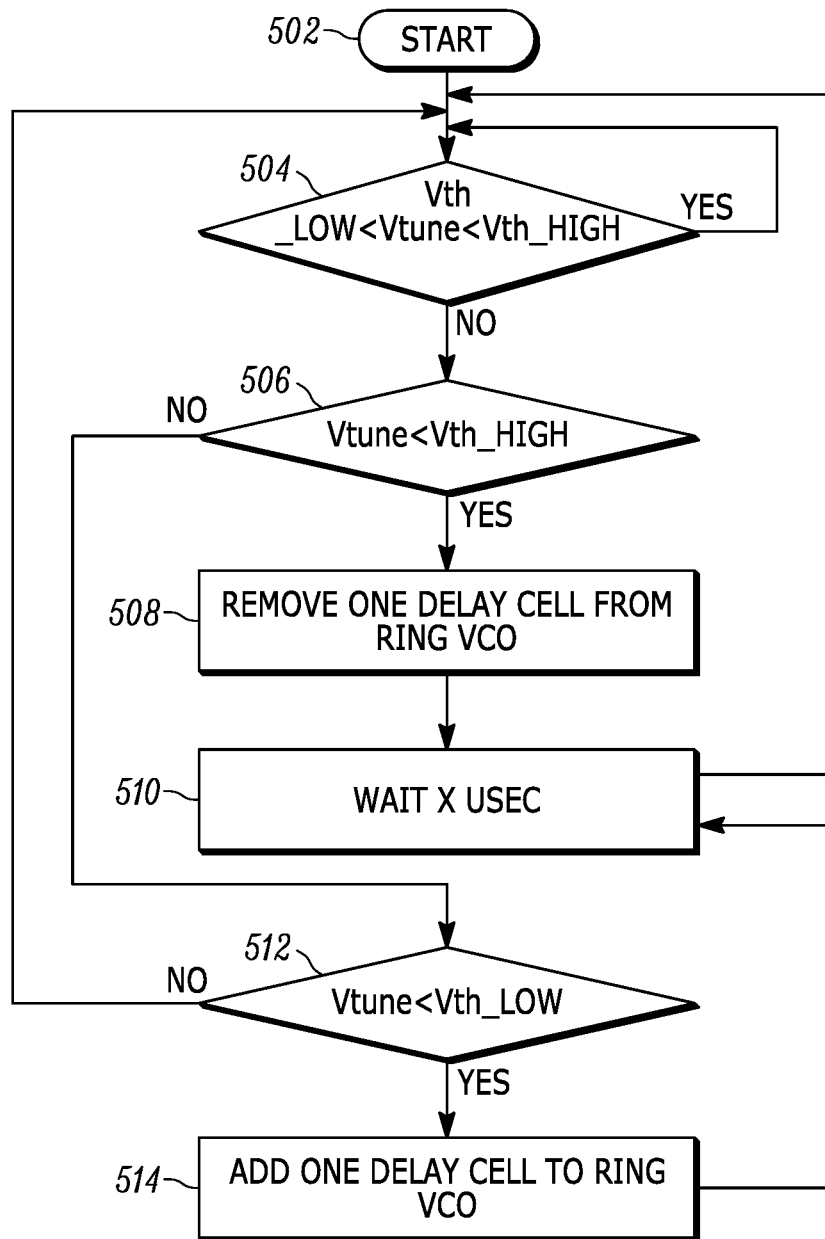 502
START
504
Vth
_LOW<Vtune<Vth_HIGH
YES
NO
506
NO
Vtune<Vth_HIGH
YES
508
REMOVE ONE DELAY CELL FROM
RING VCO
510
WAIT X USEC
512
NO
Vtune<Vth_LOW
YES
514
ADD ONE DELAY CELL TO RING
VCO